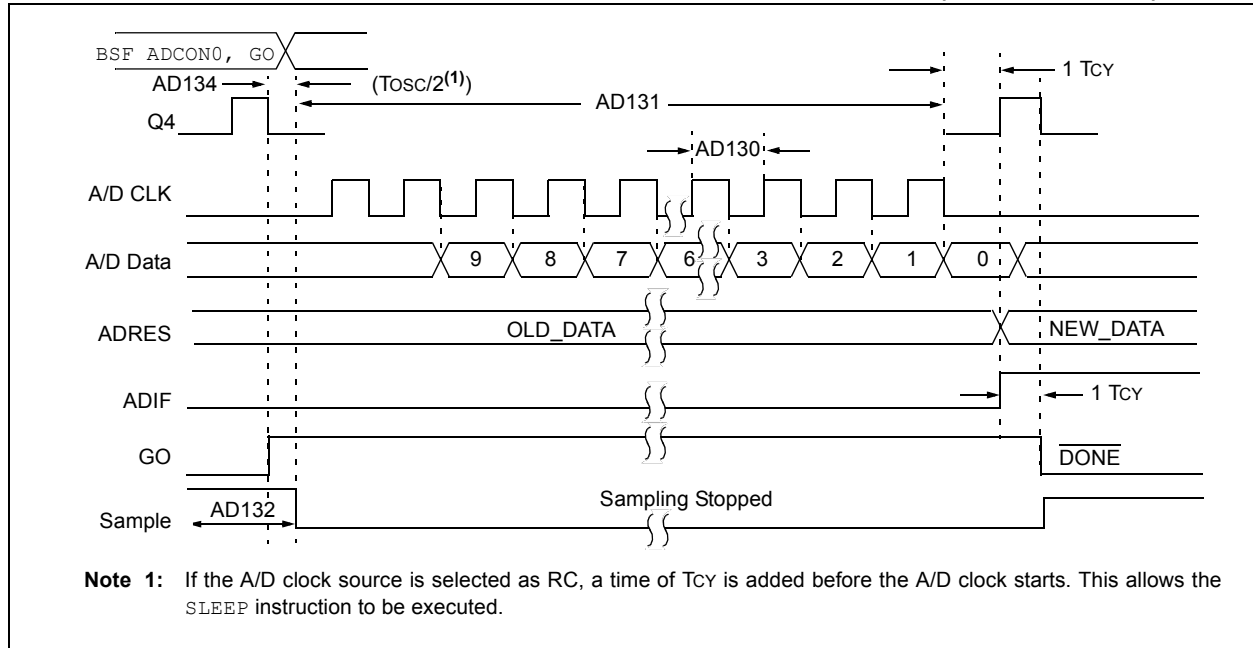 BSF ADCON0, GO
AD134 (TOSC/2(1)) 1 TCY
AD131
Q4
AD130
A/D CLK
A/D Data 9 8 7 6 3 2 1 0
ADRES OLD_DATA NEW_DATA
ADIF 1 TCY
GO DONE
Sample AD132 Sampling Stopped
Note 1: If the A/D clock source is selected as RC, a time of TCY is added before the A/D clock starts. This allows the
SLEEP instruction to be executed.